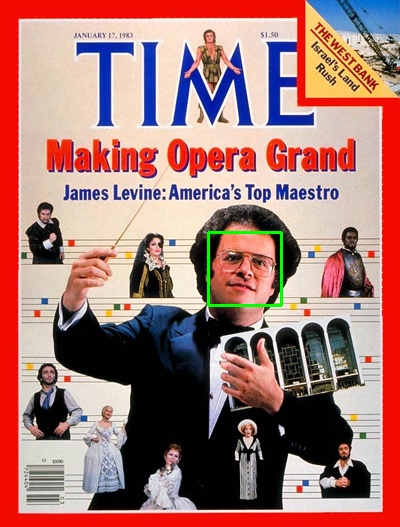 JANUARY 17, 1983
$1.50
TIME
THE WEST BANK
Israel's Land
Rush
Making Opera Grand
James Levine: America's Top Maestro